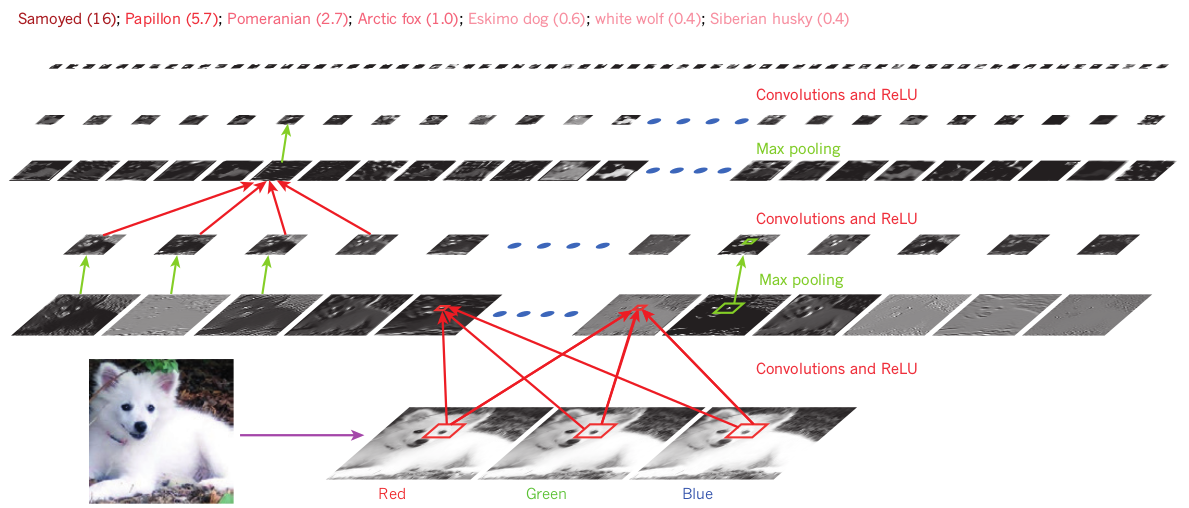 Samoyed (16); Papillon (5.7); Pomeranian (2.7); Arctic fox (1.0); Eskimo dog (0.6); white wolf (0.4); Siberian husky (0.4)
Convolutions and ReLU
Max pooling
Convolutions and ReLU
Max pooling
Convolutions and ReLU
Red Green Blue